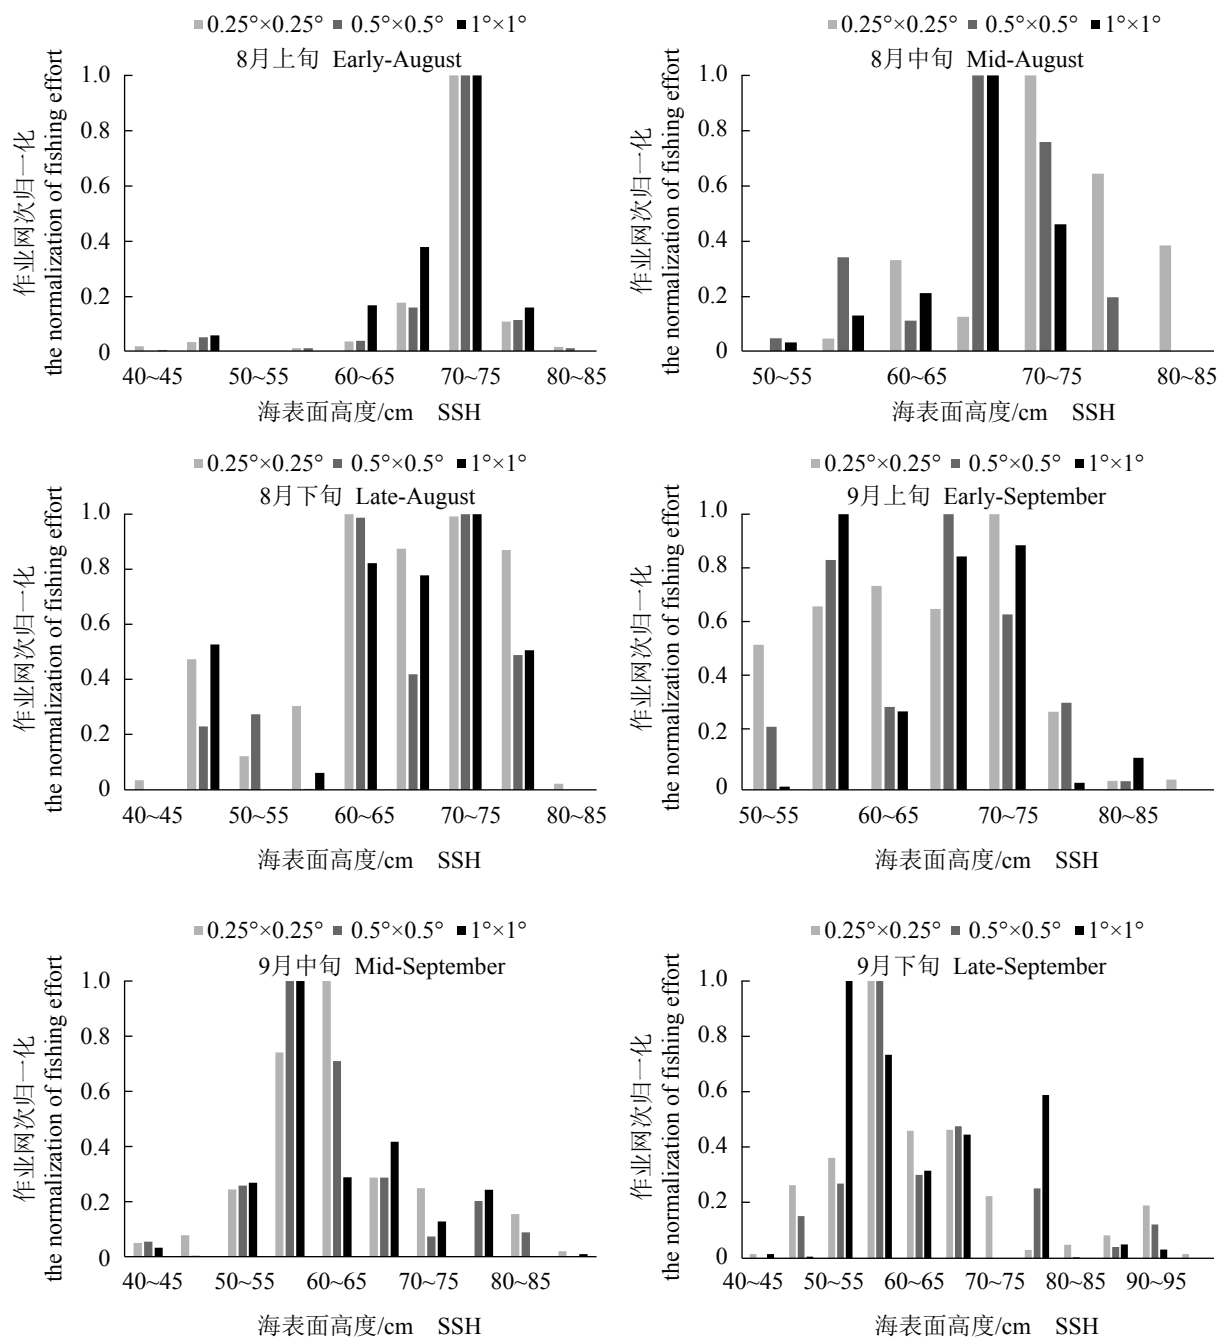 ■0.25°×0.25° ■0.5°×0.5° ■1°×1°
8月上旬 Early-August
作业网次归一化
the normalization of fishing effort
1.0
0.8
0.6
0.4
0.2
0
40~45 50~55 60~65 70~75 80~85
海表面高度/cm SSH
■0.25°×0.25° ■0.5°×0.5° ■1°×1°
8月中旬 Mid-August
作业网次归一化
the normalization of fishing effort
1.0
0.8
0.6
0.4
0.2
0
50~55 60~65 70~75 80~85
海表面高度/cm SSH
■0.25°×0.25° ■0.5°×0.5° ■1°×1°
8月下旬 Late-August
作业网次归一化
the normalization of fishing effort
1.0
0.8
0.6
0.4
0.2
0
40~45 50~55 60~65 70~75 80~85
海表面高度/cm SSH
■0.25°×0.25° ■0.5°×0.5° ■1°×1°
9月上旬 Early-September
作业网次归一化
the normalization of fishing effort
1.0
0.8
0.6
0.4
0.2
0
50~55 60~65 70~75 80~85
海表面高度/cm SSH
■0.25°×0.25° ■0.5°×0.5° ■1°×1°
9月中旬 Mid-September
作业网次归一化
the normalization of fishing effort
1.0
0.8
0.6
0.4
0.2
0
40~45 50~55 60~65 70~75 80~85
海表面高度/cm SSH
■0.25°×0.25° ■0.5°×0.5° ■1°×1°
9月下旬 Late-September
作业网次归一化
the normalization of fishing effort
1.0
0.8
0.6
0.4
0.2
0
40~45 50~55 60~65 70~75 80~85 90~95
海表面高度/cm SSH